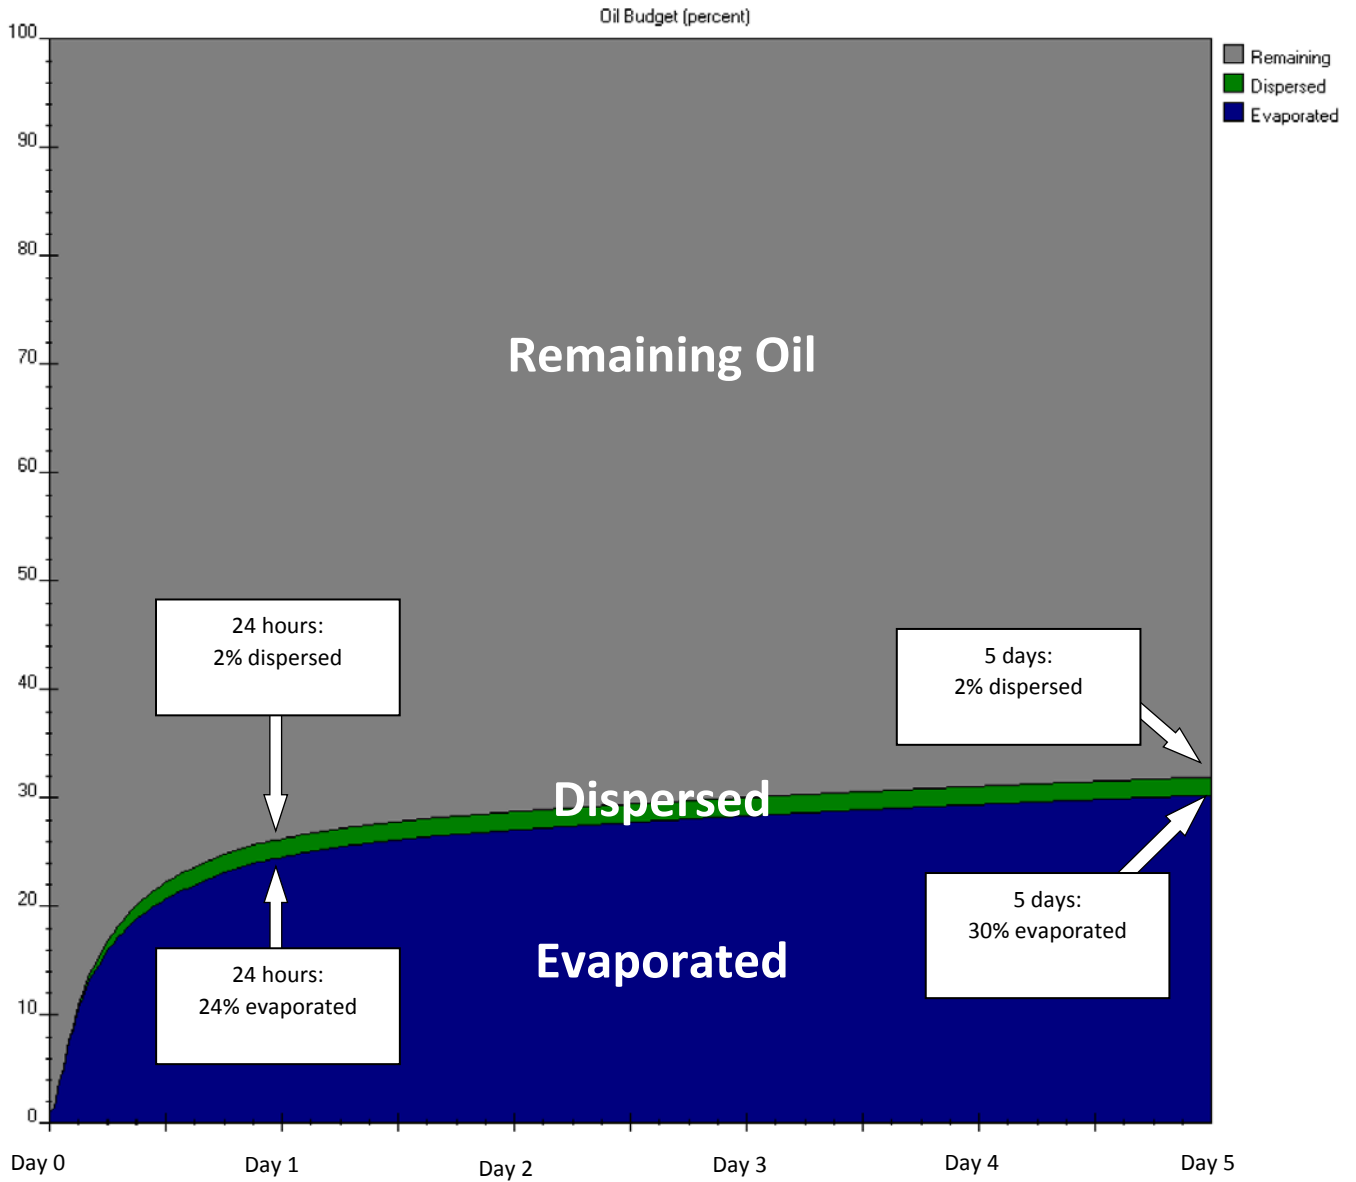 Oil Budget (percent)
100
90
80
70
60
50
40
30
20
10
0
Remaining
Dispersed
Evaporated
Remaining Oil
24 hours:
2% dispersed
5 days:
2% dispersed
Dispersed
Evaporated
24 hours:
24% evaporated
5 days:
30% evaporated
Day 0
Day 1
Day 2
Day 3
Day 4
Day 5